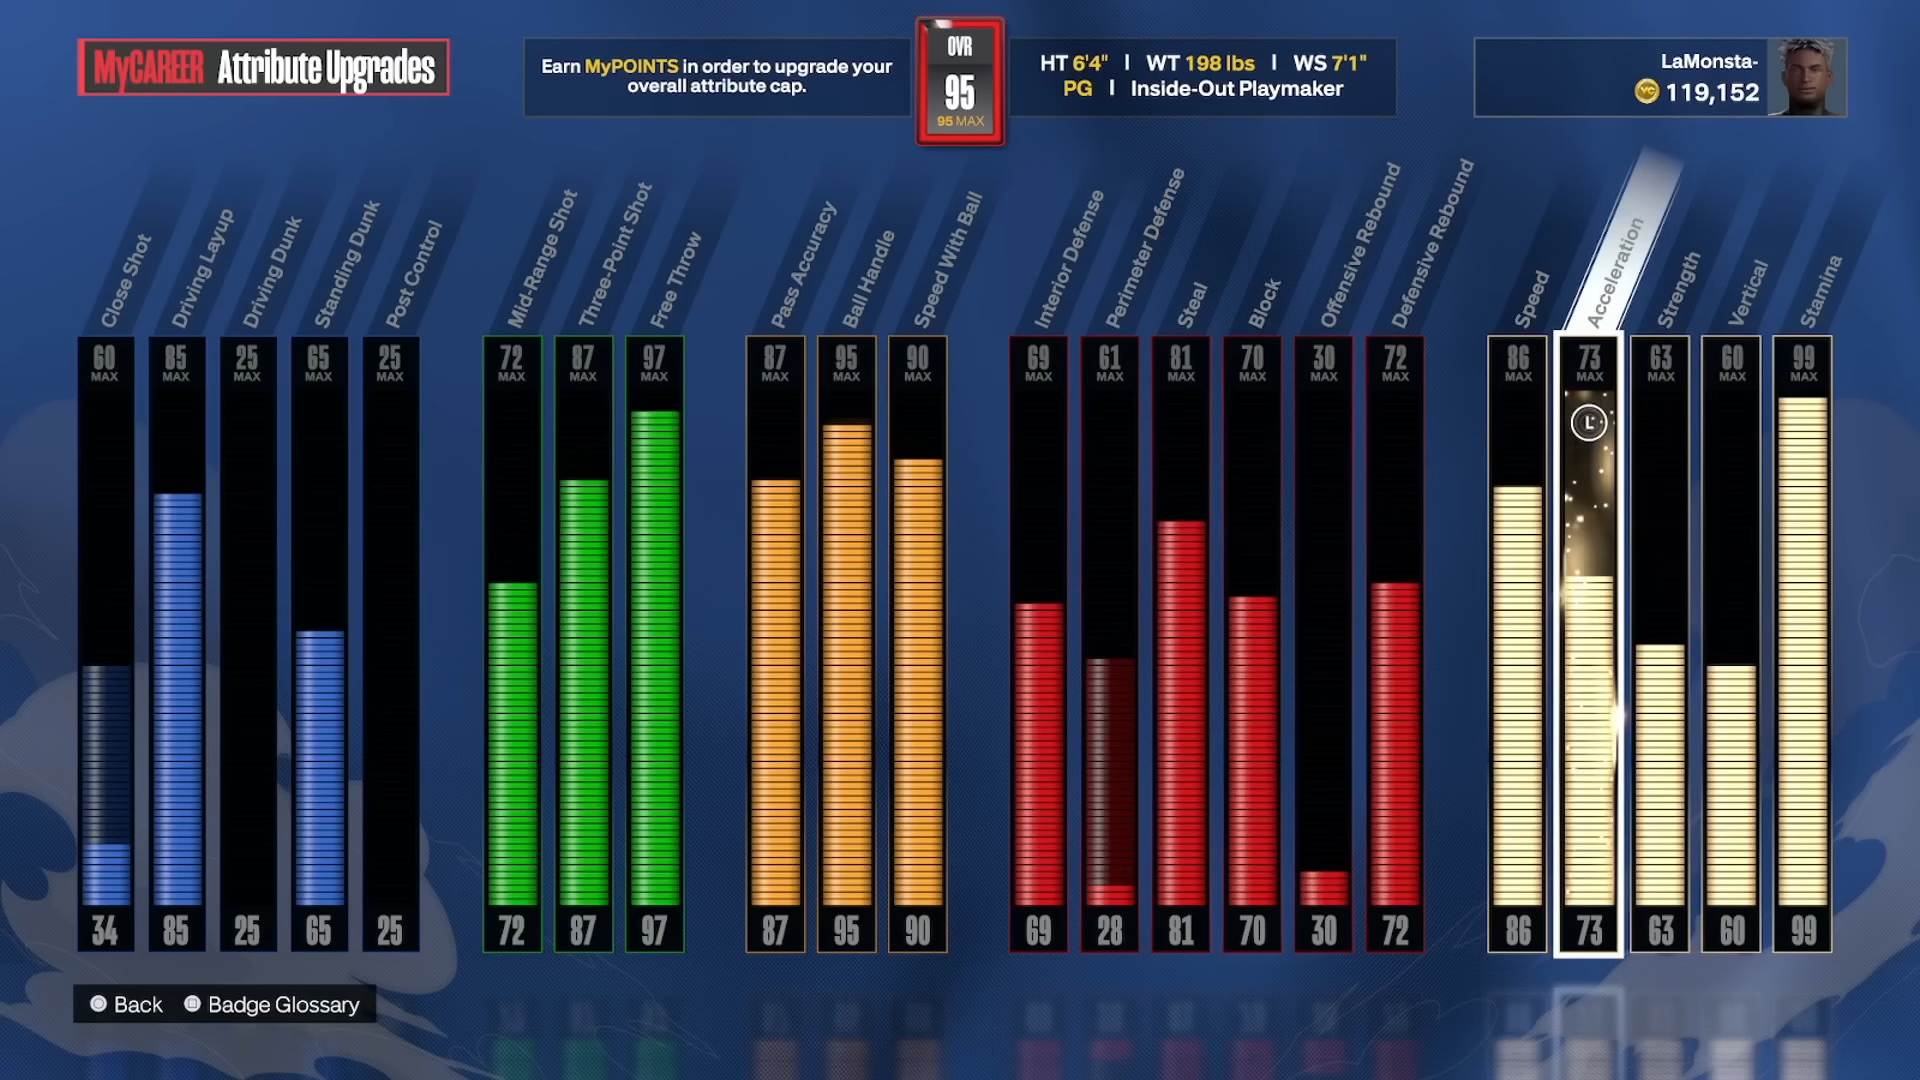 MyCAREER Attribute Upgrades
Earn MyPOINTS in order to upgrade your
overall attribute cap.
OVR
95
95 MAX
HT 6'4" | WT 198 lbs | WS 7'1"
PG | Inside-Out Playmaker
LaMonsta-
VC 119,152
Close Shot
Driving Layup
Driving Dunk
Standing Dunk
Post Control
Mid-Range Shot
Three-Point Shot
Free Throw
Pass Accuracy
Ball Handle
Speed With Ball
Interior Defense
Perimeter Defense
Steal
Block
Offensive Rebound
Defensive Rebound
Speed
Acceleration
Strength
Vertical
Stamina
60 85 25 65 25 72 87 97 87 95 90 69 61 81 70 30 72 86 73 63 60 99
MAX MAX MAX MAX MAX MAX MAX MAX MAX MAX MAX MAX MAX MAX MAX MAX MAX MAX MAX MAX MAX MAX
L
34 85 25 65 25 72 87 97 87 95 90 69 28 81 70 30 72 86 73 63 60 99
Back Badge Glossary